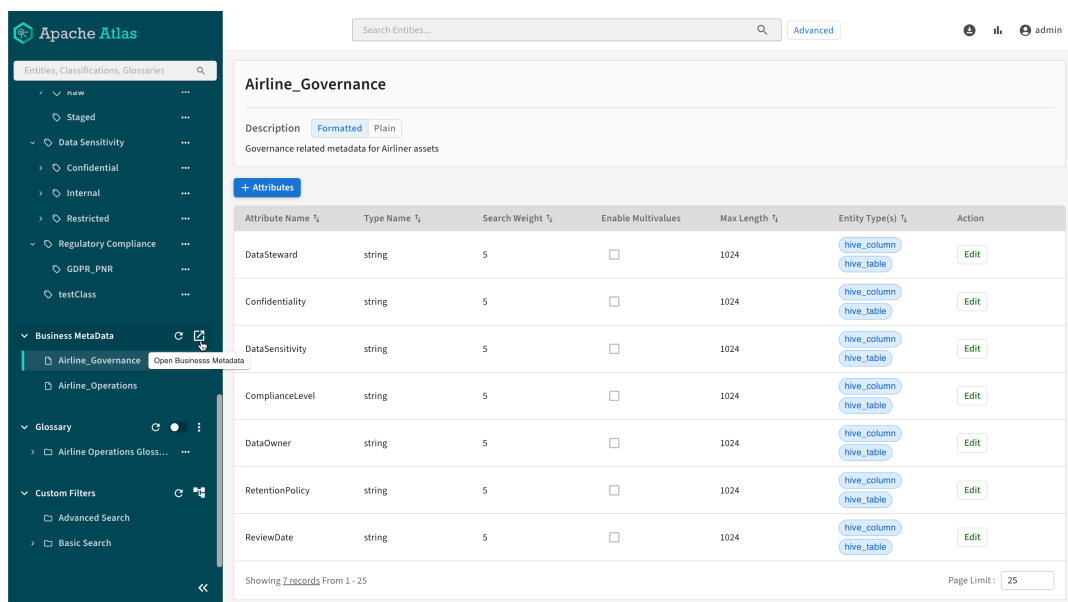 Apache Atlas
Search Entities...
Advanced
admin
Entities, Classifications, Glossaries
Raw
Staged
Data Sensitivity
Confidential
Internal
Restricted
Regulatory Compliance
GDPR_PNR
testClass
Business MetaData
Airline_Governance
Open Businesss Metadata
Airline_Operations
Glossary
Airline Operations Gloss...
Custom Filters
Advanced Search
Basic Search
Airline_Governance
Description Formatted Plain
Governance related metadata for Airliner assets
+ Attributes
Attribute Name Type Name Search Weight Enable Multivalues Max Length Entity Type(s) Action
DataSteward string 5 1024 hive_column hive_table Edit
Confidentiality string 5 1024 hive_column hive_table Edit
DataSensitivity string 5 1024 hive_column hive_table Edit
ComplianceLevel string 5 1024 hive_column hive_table Edit
DataOwner string 5 1024 hive_column hive_table Edit
RetentionPolicy string 5 1024 hive_column hive_table Edit
ReviewDate string 5 1024 hive_column hive_table Edit
Showing 7 records From 1 - 25
Page Limit : 25